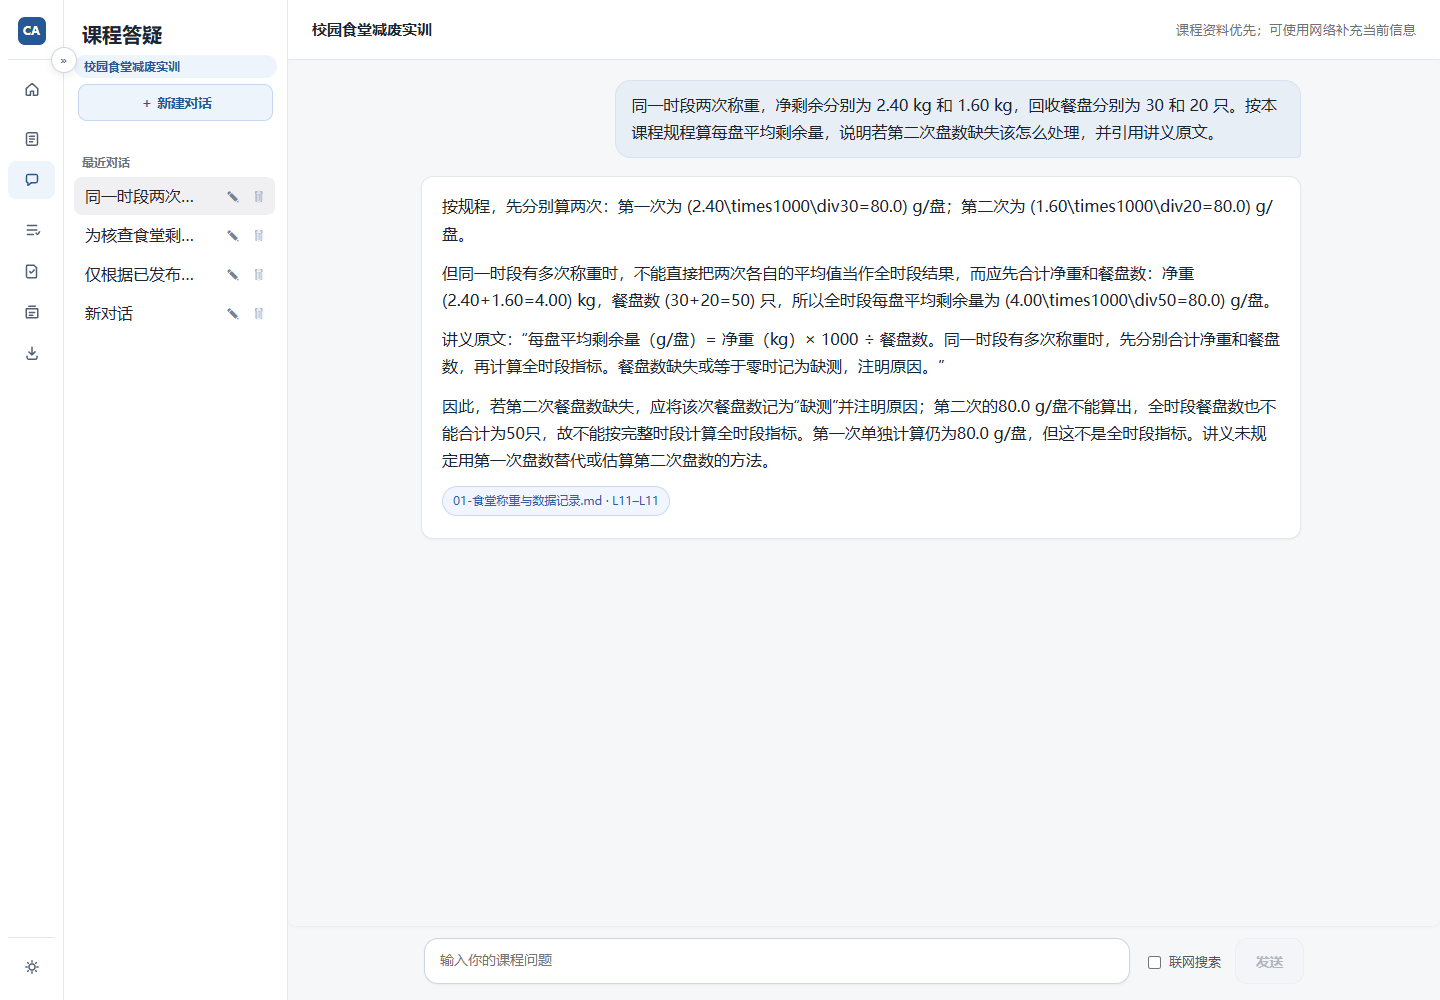 CA
»
课程答疑
校园食堂减废实训
+ 新建对话
最近对话
同一时段两次...
为核查食堂剩...
仅根据已发布...
新对话
校园食堂减废实训
课程资料优先；可使用网络补充当前信息
同一时段两次称重，净剩余分别为 2.40 kg 和 1.60 kg，回收餐盘分别为 30 和 20 只。按本
课程规程算每盘平均剩余量，说明若第二次盘数缺失该怎么处理，并引用讲义原文。
按规程，先分别算两次：第一次为 (2.40\times1000\div30=80.0) g/盘；第二次为 (1.60\times1000\div20=80.0) g/
盘。
但同一时段有多次称重时，不能直接把两次各自的平均值当作全时段结果，而应先合计净重和餐盘数：净重
(2.40+1.60=4.00) kg，餐盘数 (30+20=50) 只，所以全时段每盘平均剩余量为 (4.00\times1000\div50=80.0) g/盘。
讲义原文：“每盘平均剩余量（g/盘）= 净重（kg）× 1000 ÷ 餐盘数。同一时段有多次称重时，先分别合计净重和餐盘
数，再计算全时段指标。餐盘数缺失或等于零时记为缺测，注明原因。”
因此，若第二次餐盘数缺失，应将该次餐盘数记为“缺测”并注明原因；第二次的80.0 g/盘不能算出，全时段餐盘数也不
能合计为50只，故不能按完整时段计算全时段指标。第一次单独计算仍为80.0 g/盘，但这不是全时段指标。讲义未规
定用第一次盘数替代或估算第二次盘数的方法。
01-食堂称重与数据记录.md · L11–L11
输入你的课程问题
联网搜索
发送